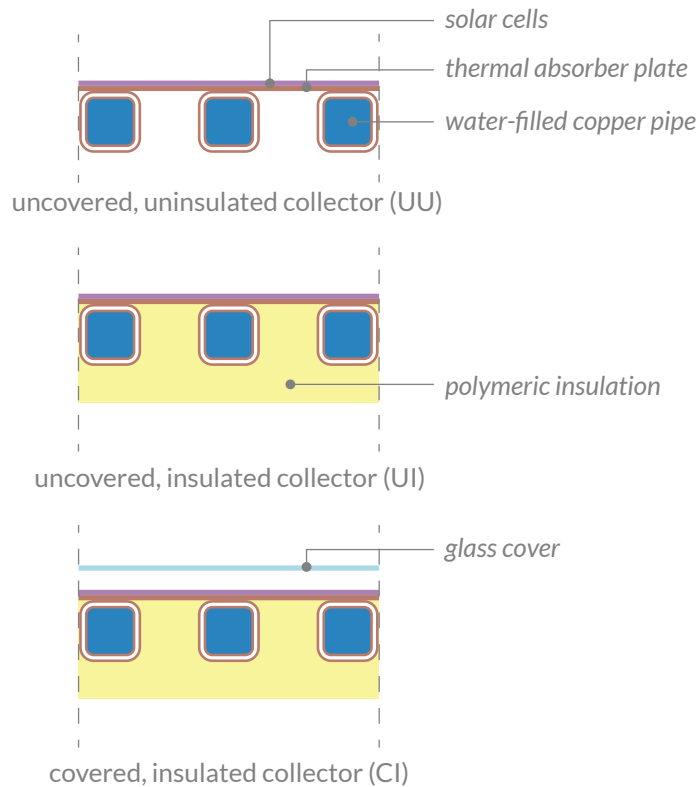 solar cells
thermal absorber plate
water-filled copper pipe
uncovered, uninsulated collector (UU)
polymeric insulation
uncovered, insulated collector (UI)
glass cover
covered, insulated collector (CI)